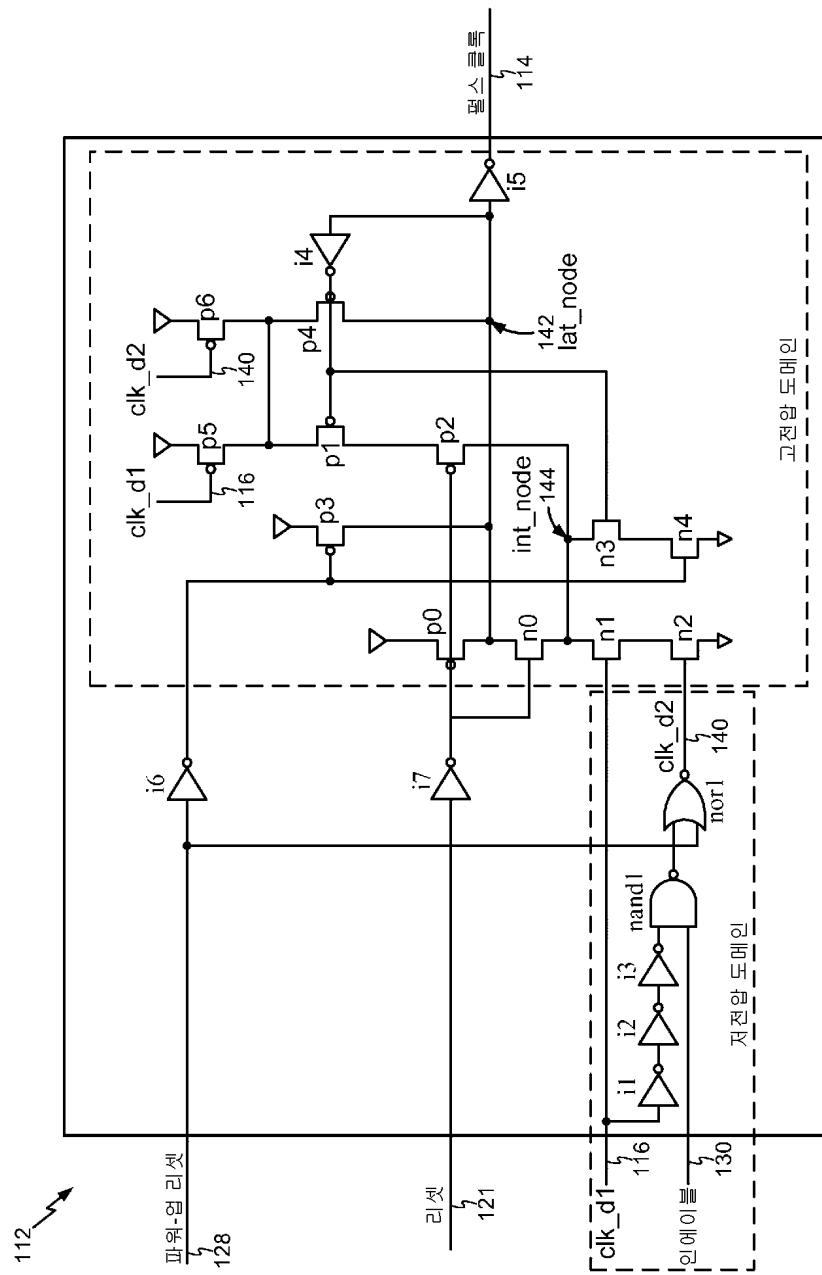 112
파워-업 리셋
128
리셋
121
clk_d1
116
인에이블
130
i6
i7
i1
i2
i3
nand1
nor1
저전압 도메인
clk_d2
140
clk_d1
116
clk_d2
140
p5
p6
p3
p0
p1
p2
p4
i4
n0
n1
n2
n3
n4
int_node
144
142
lat_node
i5
고전압 도메인
펄스 클록
114